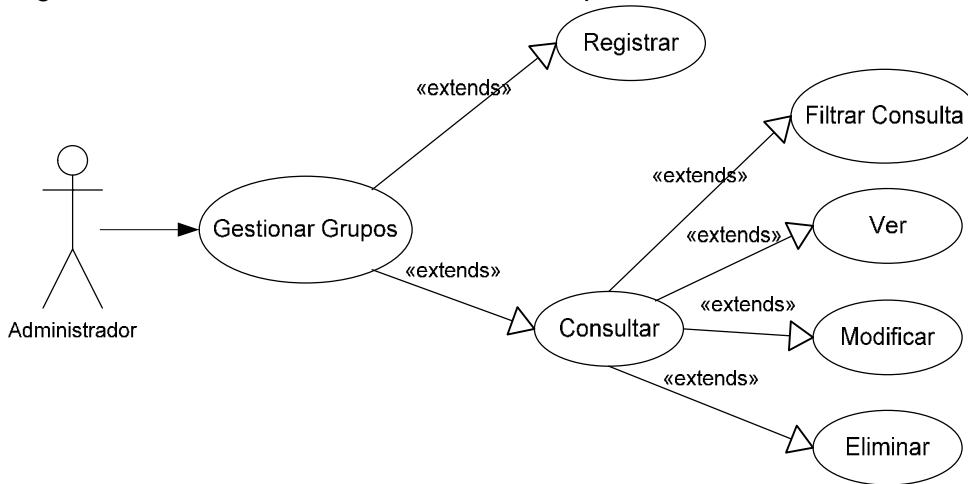 Registrar
«extends»
Filtrar Consulta
«extends»
Gestionar Grupos
Ver
«extends»
«extends»
«extends»
Administrador
Consultar
Modificar
«extends»
Eliminar